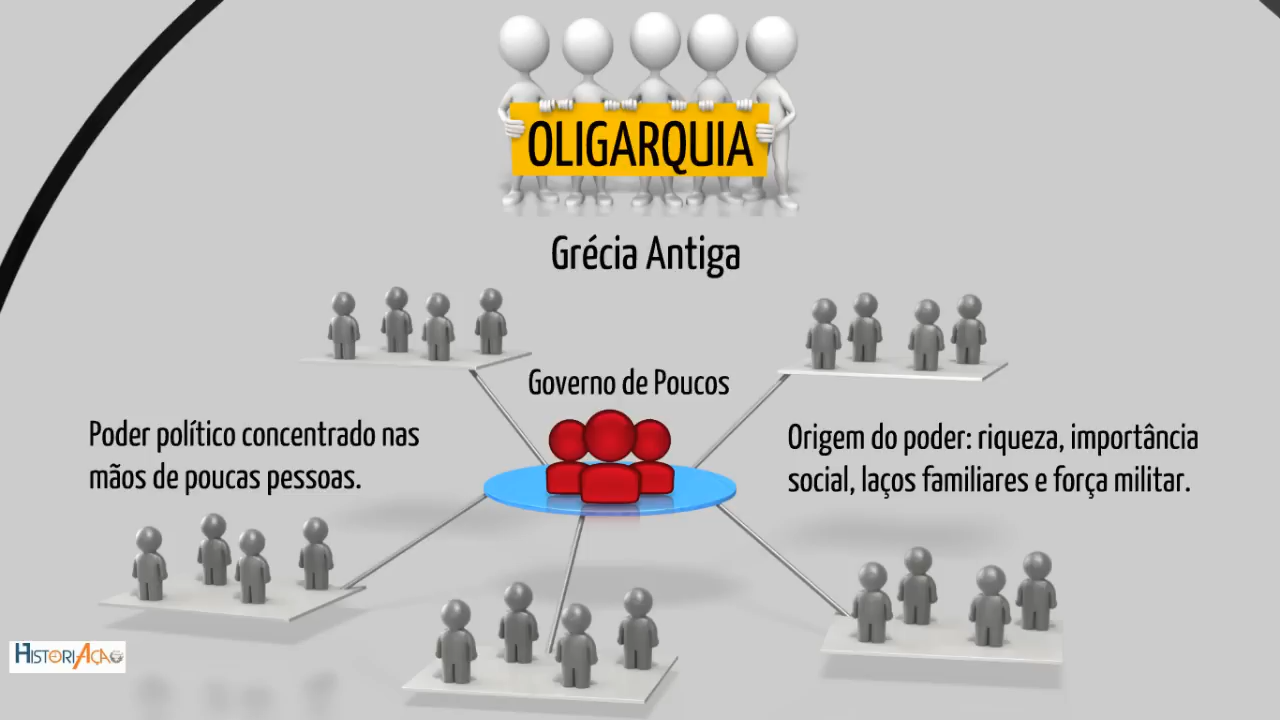 OLIGARQUIA
Grécia Antiga
Governo de Poucos
Poder político concentrado nas
mãos de poucas pessoas.
Origem do poder: riqueza, importância
social, laços familiares e força militar.
HISTORIAÇÃO